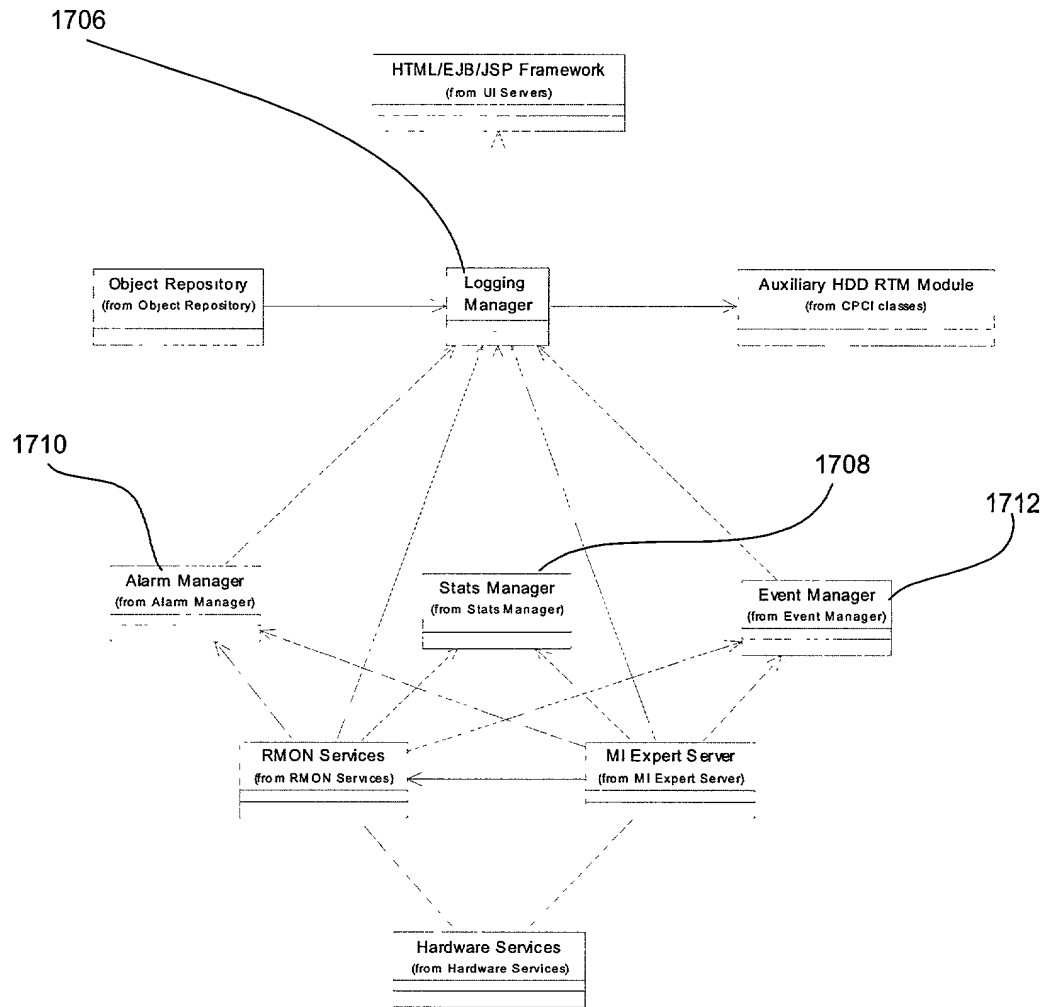 1706
HTML/EJB/JSP Framework
(from UI Servers)
Object Repository
(from Object Repository)
Logging
Manager
Auxiliary HDD RTM Module
(from CPCI classes)
1710
1708
1712
Alarm Manager
(from Alarm Manager)
Stats Manager
(from Stats Manager)
Event Manager
(from Event Manager)
RMON Services
(from RMON Services)
MI Expert Server
(from MI Expert Server)
Hardware Services
(from Hardware Services)